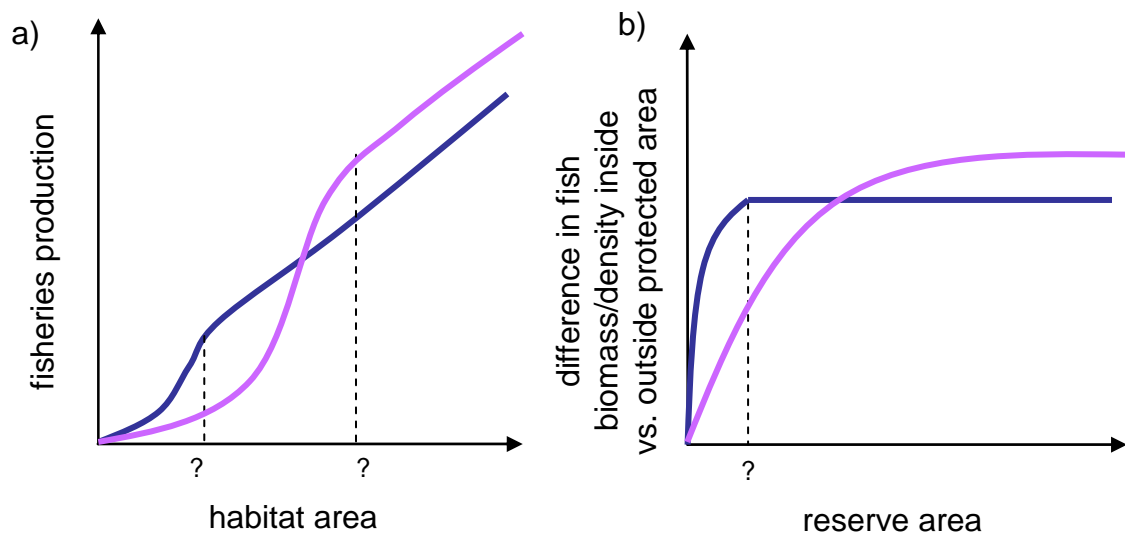 a)
fisheries production
?
?
habitat area
b)
difference in fish
biomass/density inside
vs. outside protected area
?
reserve area